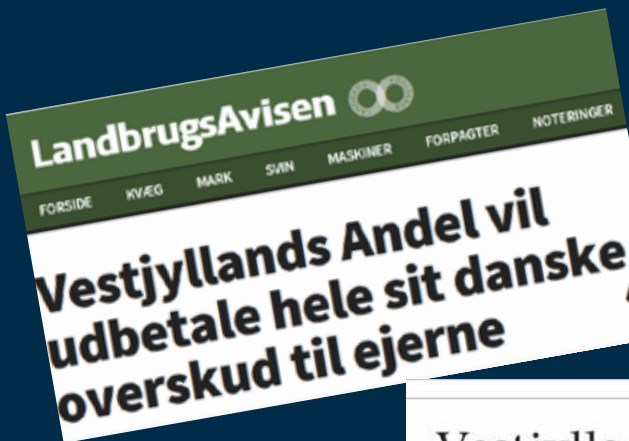 LandbrugsAvisen
FORSIDE KVÆG MARK SVIN MASKINER FORPAGTER NOTERINGER
Vestjyllands Andel vil
udbetale hele sit danske
overskud til ejerne